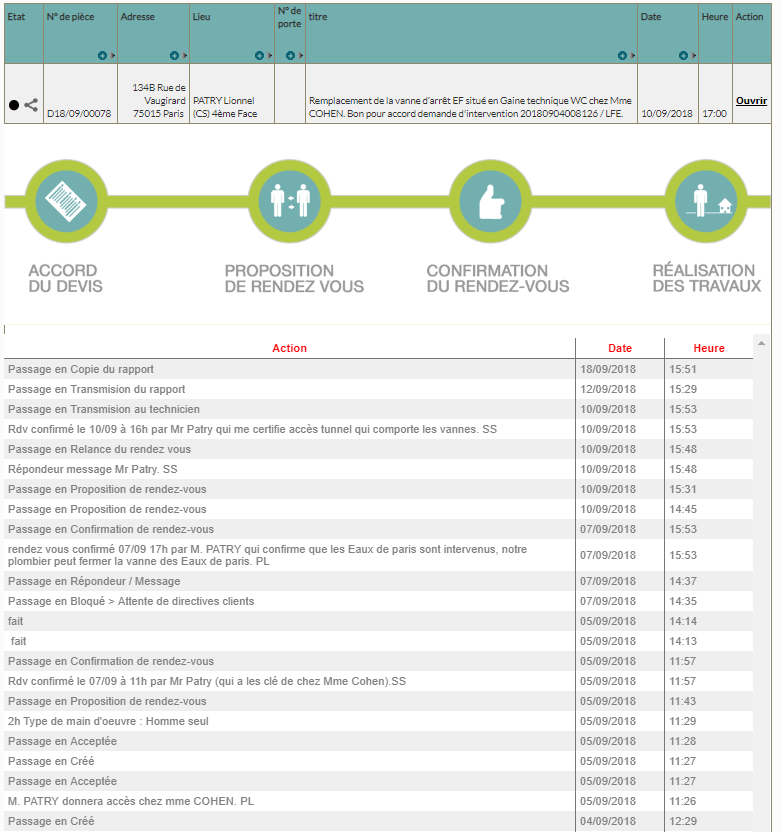 Etat N° de pièce Adresse Lieu N° de porte titre Date Heure Action
D18/09/00078
134B Rue de
Vaugirard
75015 Paris
PATRY Lionnel
(CS) 4ème Face
Remplacement de la vanne d'arrêt EF situé en Gaine technique WC chez Mme
COHEN. Bon pour accord demande d'intervention 20180904008126 / LFE.
10/09/2018
17:00
Ouvrir
ACCORD
DU DEVIS
PROPOSITION
DE RENDEZ VOUS
CONFIRMATION
DU RENDEZ-VOUS
RÉALISATION
DES TRAVAUX
Action Date Heure
Passage en Copie du rapport 18/09/2018 15:51
Passage en Transmision du rapport 12/09/2018 15:29
Passage en Transmision au technicien 10/09/2018 15:53
Rdv confirmé le 10/09 à 16h par Mr Patry qui me certifie accès tunnel qui comporte les vannes. SS 10/09/2018 15:53
Passage en Relance du rendez vous 10/09/2018 15:48
Répondeur message Mr Patry. SS 10/09/2018 15:48
Passage en Proposition de rendez-vous 10/09/2018 15:31
Passage en Proposition de rendez-vous 10/09/2018 14:45
Passage en Confirmation de rendez-vous 07/09/2018 15:53
rendez vous confirmé 07/09 17h par M. PATRY qui confirme que les Eaux de paris sont intervenus, notre
plombier peut fermer la vanne des Eaux de paris. PL 07/09/2018 15:53
Passage en Répondeur / Message 07/09/2018 14:37
Passage en Bloqué > Attente de directives clients 07/09/2018 14:35
fait 05/09/2018 14:14
fait 05/09/2018 14:13
Passage en Confirmation de rendez-vous 05/09/2018 11:57
Rdv confirmé le 07/09 à 11h par Mr Patry (qui a les clé de chez Mme Cohen).SS 05/09/2018 11:57
Passage en Proposition de rendez-vous 05/09/2018 11:43
2h Type de main d'oeuvre : Homme seul 05/09/2018 11:29
Passage en Acceptée 05/09/2018 11:28
Passage en Créé 05/09/2018 11:27
Passage en Acceptée 05/09/2018 11:27
M. PATRY donnera accès chez mme COHEN. PL 05/09/2018 11:26
Passage en Créé 04/09/2018 12:29